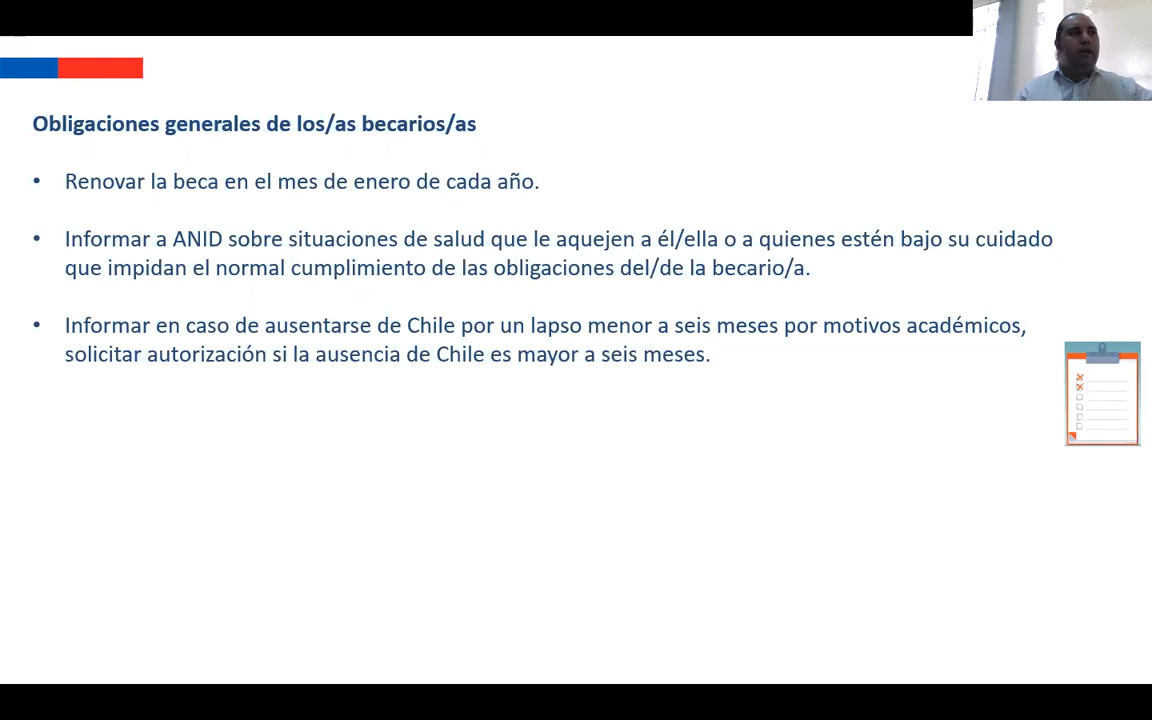 Obligaciones generales de los/as becarios/as
• Renovar la beca en el mes de enero de cada año.
• Informar a ANID sobre situaciones de salud que le aquejen a él/ella o a quienes estén bajo su cuidado
que impidan el normal cumplimiento de las obligaciones del/de la becario/a.
• Informar en caso de ausentarse de Chile por un lapso menor a seis meses por motivos académicos,
solicitar autorización si la ausencia de Chile es mayor a seis meses.